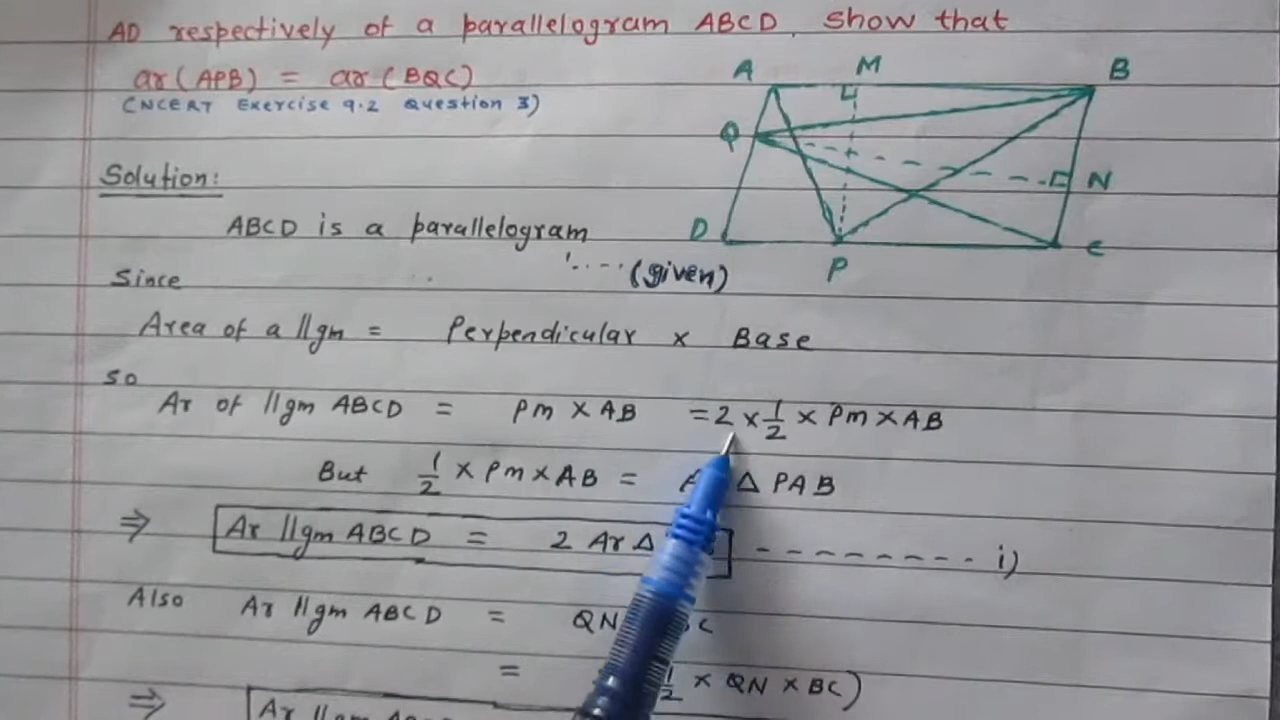 AD respectively of a parallelogram ABCD. Show that
ar (APB) = ar (BQC)
(NCERT Exercise 9.2 Question 3)
A M B
Q
N
D P C
Solution:
ABCD is a parallelogram
..... (given)
Since
Area of a llgm = Perpendicular × Base
So
Ar of llgm ABCD = PM × AB = 2 × 1/2 × PM × AB
But 1/2 × PM × AB = Δ PAB
⇒ Ar llgm ABCD = 2 Ar Δ - - - - - - - - i)
Also Ar llgm ABCD = QN
= 1/2 × QN × BC)
⇒ Ar llgm